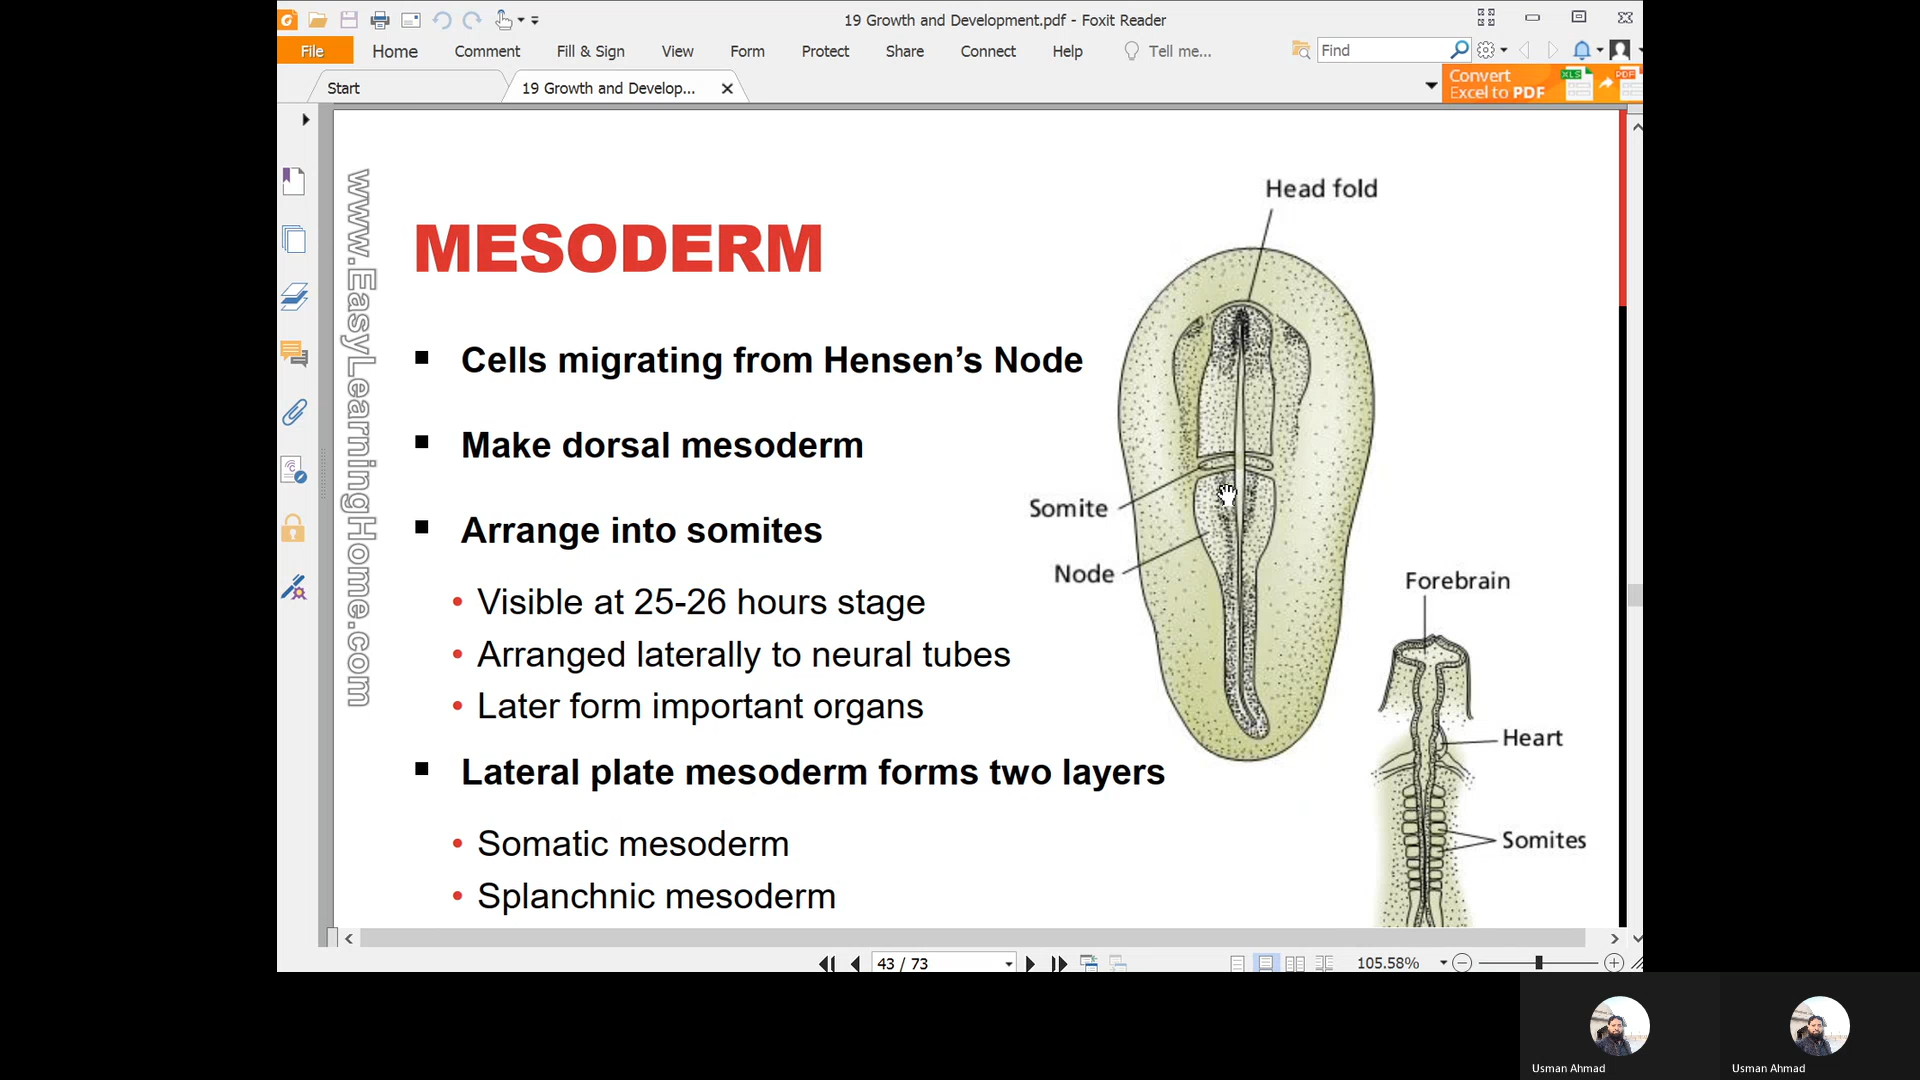 19 Growth and Development.pdf - Foxit Reader
File Home Comment Fill & Sign View Form Protect Share Connect Help Tell me... Find
Start 19 Growth and Develop... Convert Excel to PDF XLS PDF
www.EasyLearningHome.com
MESODERM
Cells migrating from Hensen’s Node
Make dorsal mesoderm
Arrange into somites
Visible at 25-26 hours stage
Arranged laterally to neural tubes
Later form important organs
Lateral plate mesoderm forms two layers
Somatic mesoderm
Splanchnic mesoderm
Head fold
Somite
Node
Forebrain
Heart
Somites
43 / 73
105.58%
Usman Ahmad
Usman Ahmad